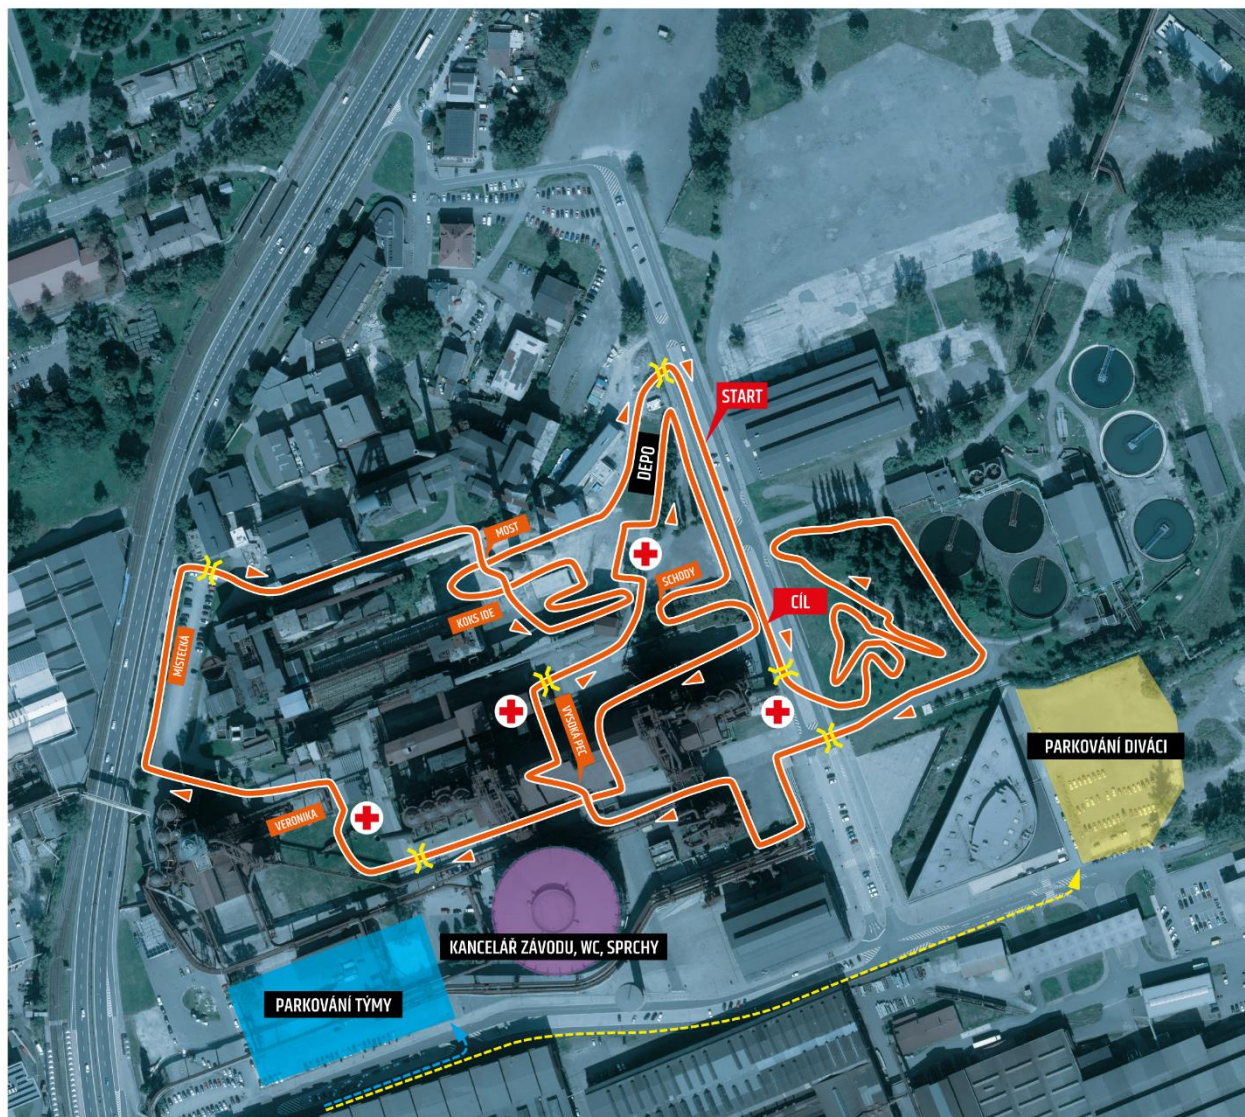 START
DEPO
MOST
SCHODY
CÍL
KOKS IDE
MÍSTECKÁ
VYSOKÁ PEC
PARKOVÁNÍ DIVÁCI
VERONIKA
KANCELÁŘ ZÁVODU, WC, SPRCHY
PARKOVÁNÍ TÝMY